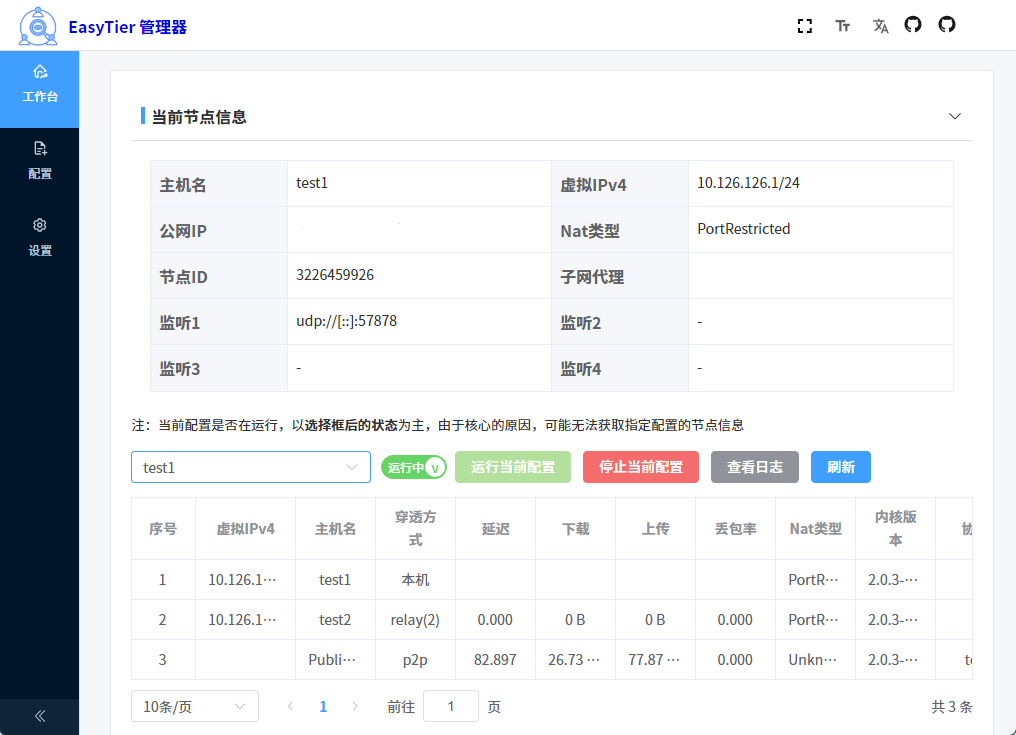 EasyTier 管理器
工作台
配置
设置
当前节点信息
主机名 test1 虚拟IPv4 10.126.126.1/24
公网IP Nat类型 PortRestricted
节点ID 3226459926 子网代理
监听1 udp://[::]:57878 监听2 -
监听3 - 监听4 -
注：当前配置是否在运行，以选择框后的状态为主，由于核心的原因，可能无法获取指定配置的节点信息
test1 运行中 v 运行当前配置 停止当前配置 查看日志 刷新
序号 虚拟IPv4 主机名 穿透方式 延迟 下载 上传 丢包率 Nat类型 内核版本
1 10.126.1··· test1 本机 PortR··· 2.0.3-···
2 10.126.1··· test2 relay(2) 0.000 0 B 0 B 0.000 PortR··· 2.0.3-···
3 Publi··· p2p 82.897 26.73 ··· 77.87 ··· 0.000 Unkn··· 2.0.3-···
10条/页 1 前往 1 页 共 3 条